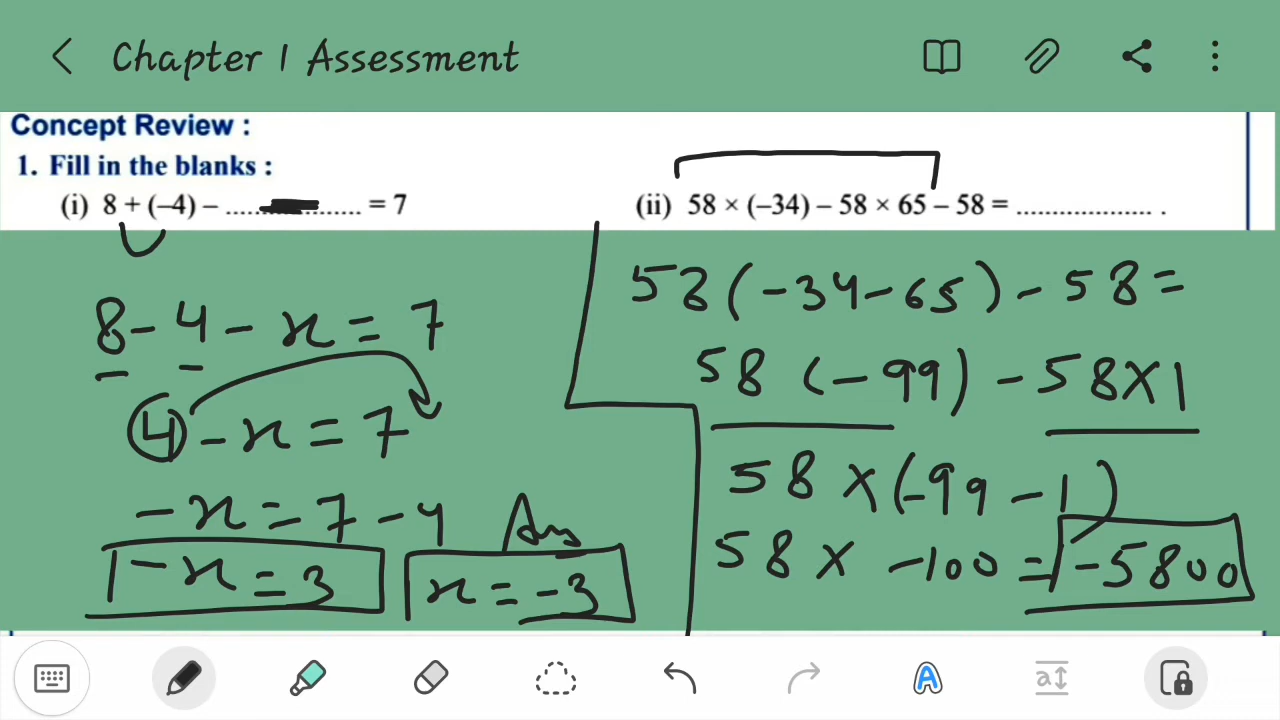 Chapter 1 Assessment
Concept Review :
1. Fill in the blanks :
(i) 8 + (–4) – .................... = 7
(ii) 58 × (–34) – 58 × 65 – 58 = .................... .
8 - 4 - x = 7
4 - x = 7
- x = 7 - 4
- x = 3
Ans
x = -3
58 ( -34 - 65 ) - 58 =
58 ( - 99 ) - 58 × 1
58 × ( -99 - 1 )
58 × -100 = -5800
A
a